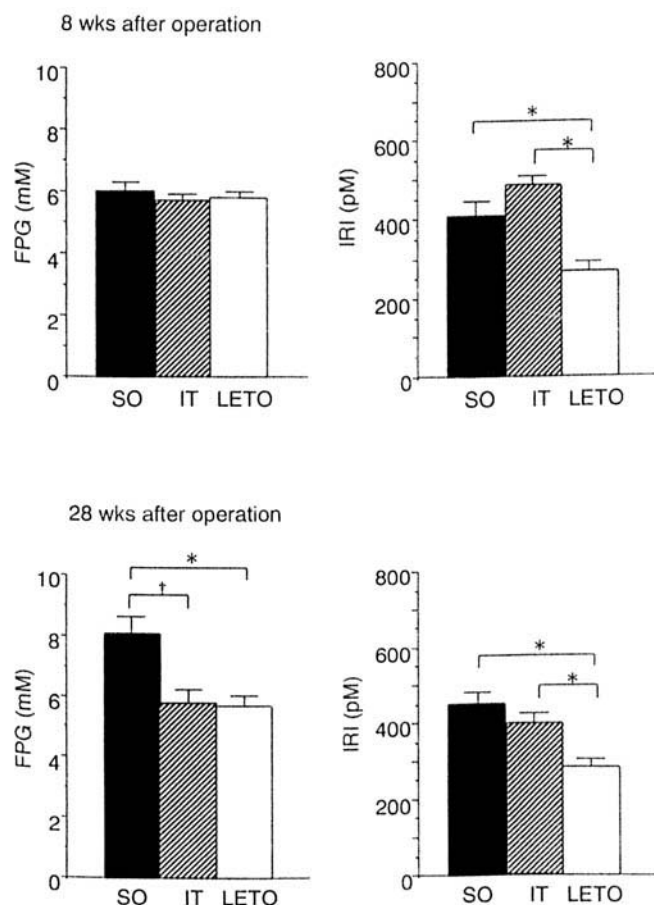 8 wks after operation
10
8
6
4
2
0
FPG (mM)
SO IT LETO
800
600
400
200
0
IRI (pM)
*
*
SO IT LETO
28 wks after operation
10
8
6
4
2
0
FPG (mM)
*
†
SO IT LETO
800
600
400
200
0
IRI (pM)
*
*
SO IT LETO